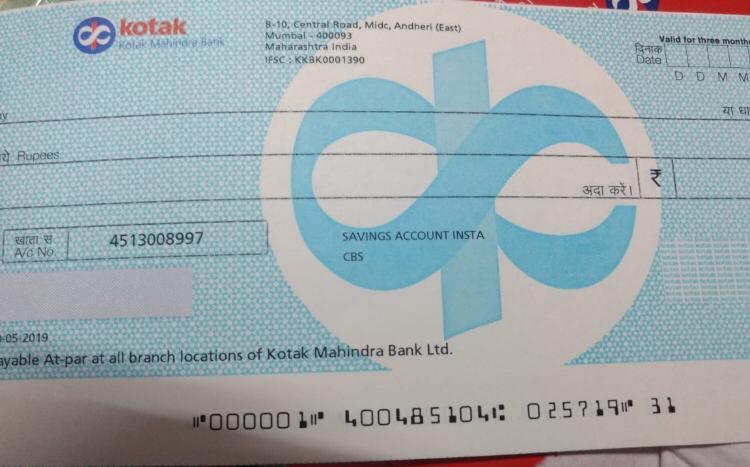 kotak
Kotak Mahindra Bank
B-10, Central Road, Midc, Andheri (East)
Mumbai - 400093
Maharashtra India
IFSC : KKBK0001390
Valid for three month
दिनांक
Date
D D M M
या धा
Rupees
अदा करें।
₹
खाता सं
A/c No.
4513008997
SAVINGS ACCOUNT INSTA
CBS
-05-2019
ayable At-par at all branch locations of Kotak Mahindra Bank Ltd.
⑈000001⑈ 400485104⑆ 025719⑈ 31